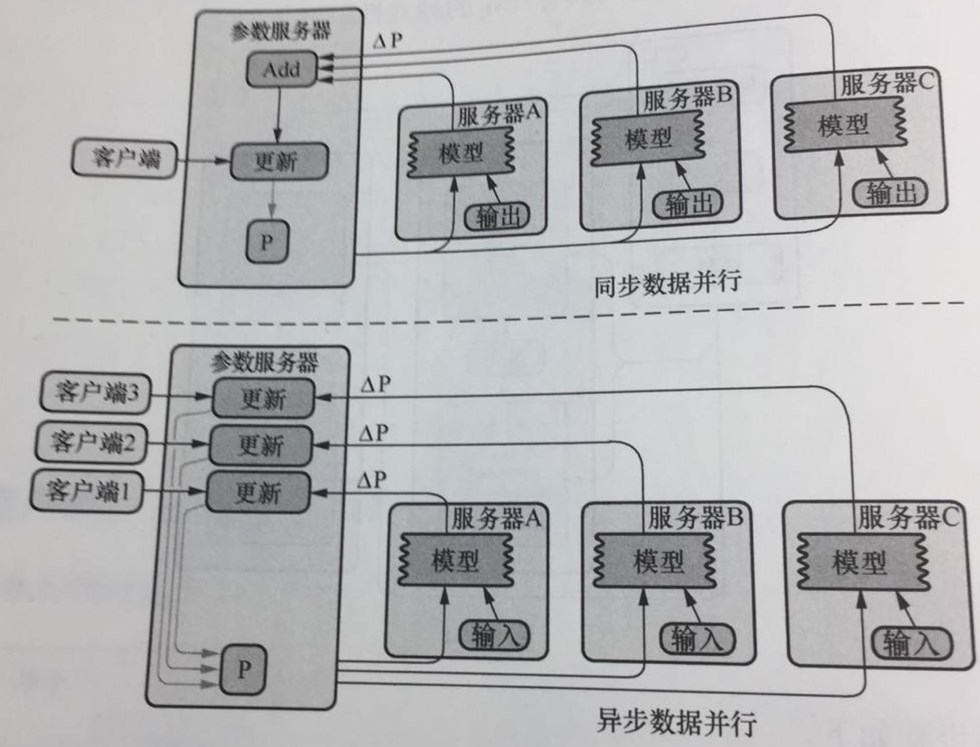 参数服务器
ΔP
Add
服务器A
服务器B
服务器C
客户端
更新
模型
模型
模型
P
输出
输出
输出
同步数据并行
参数服务器
客户端3
更新
ΔP
客户端2
更新
ΔP
客户端1
更新
ΔP
服务器A
服务器B
服务器C
模型
模型
模型
输入
输入
输入
P
异步数据并行